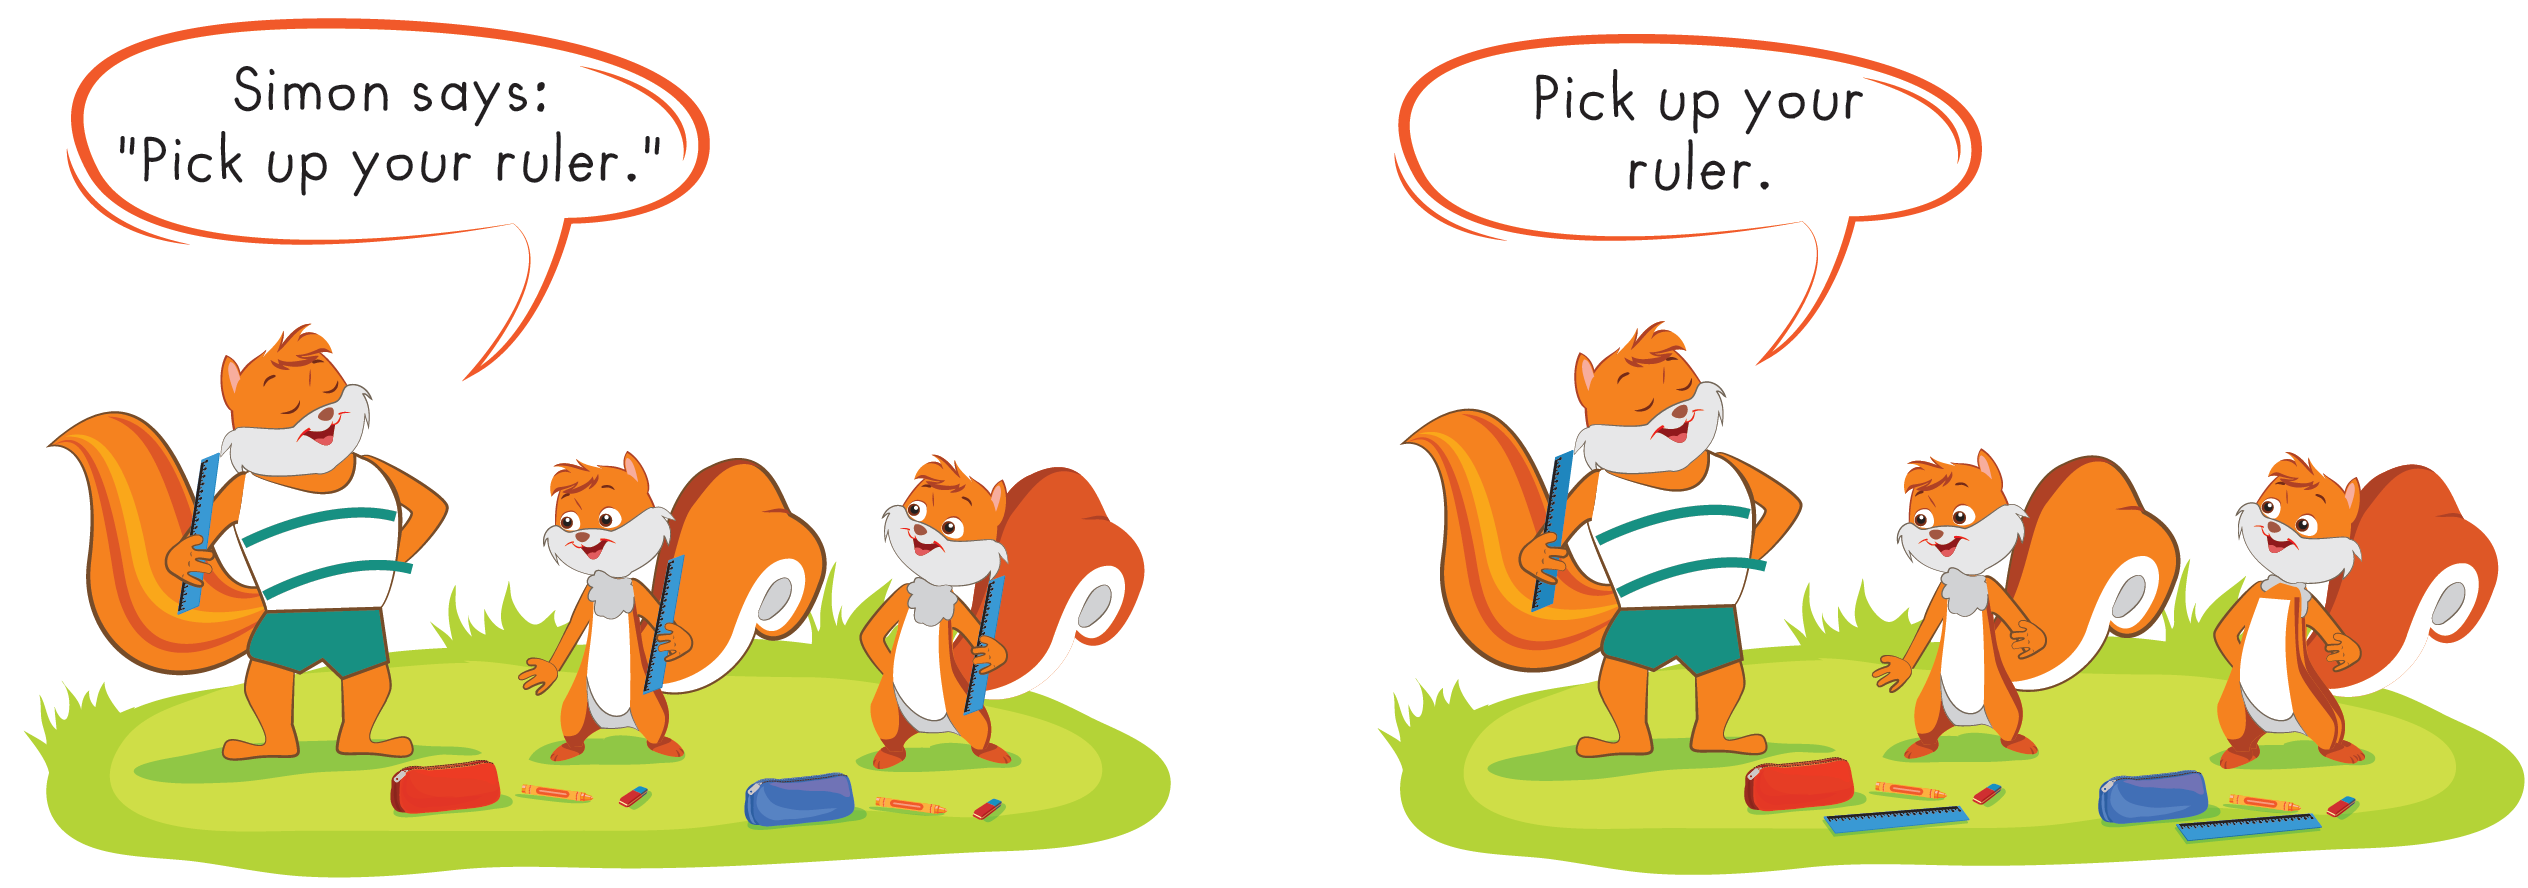 Simon says:
"Pick up your ruler."
Pick up your
ruler.